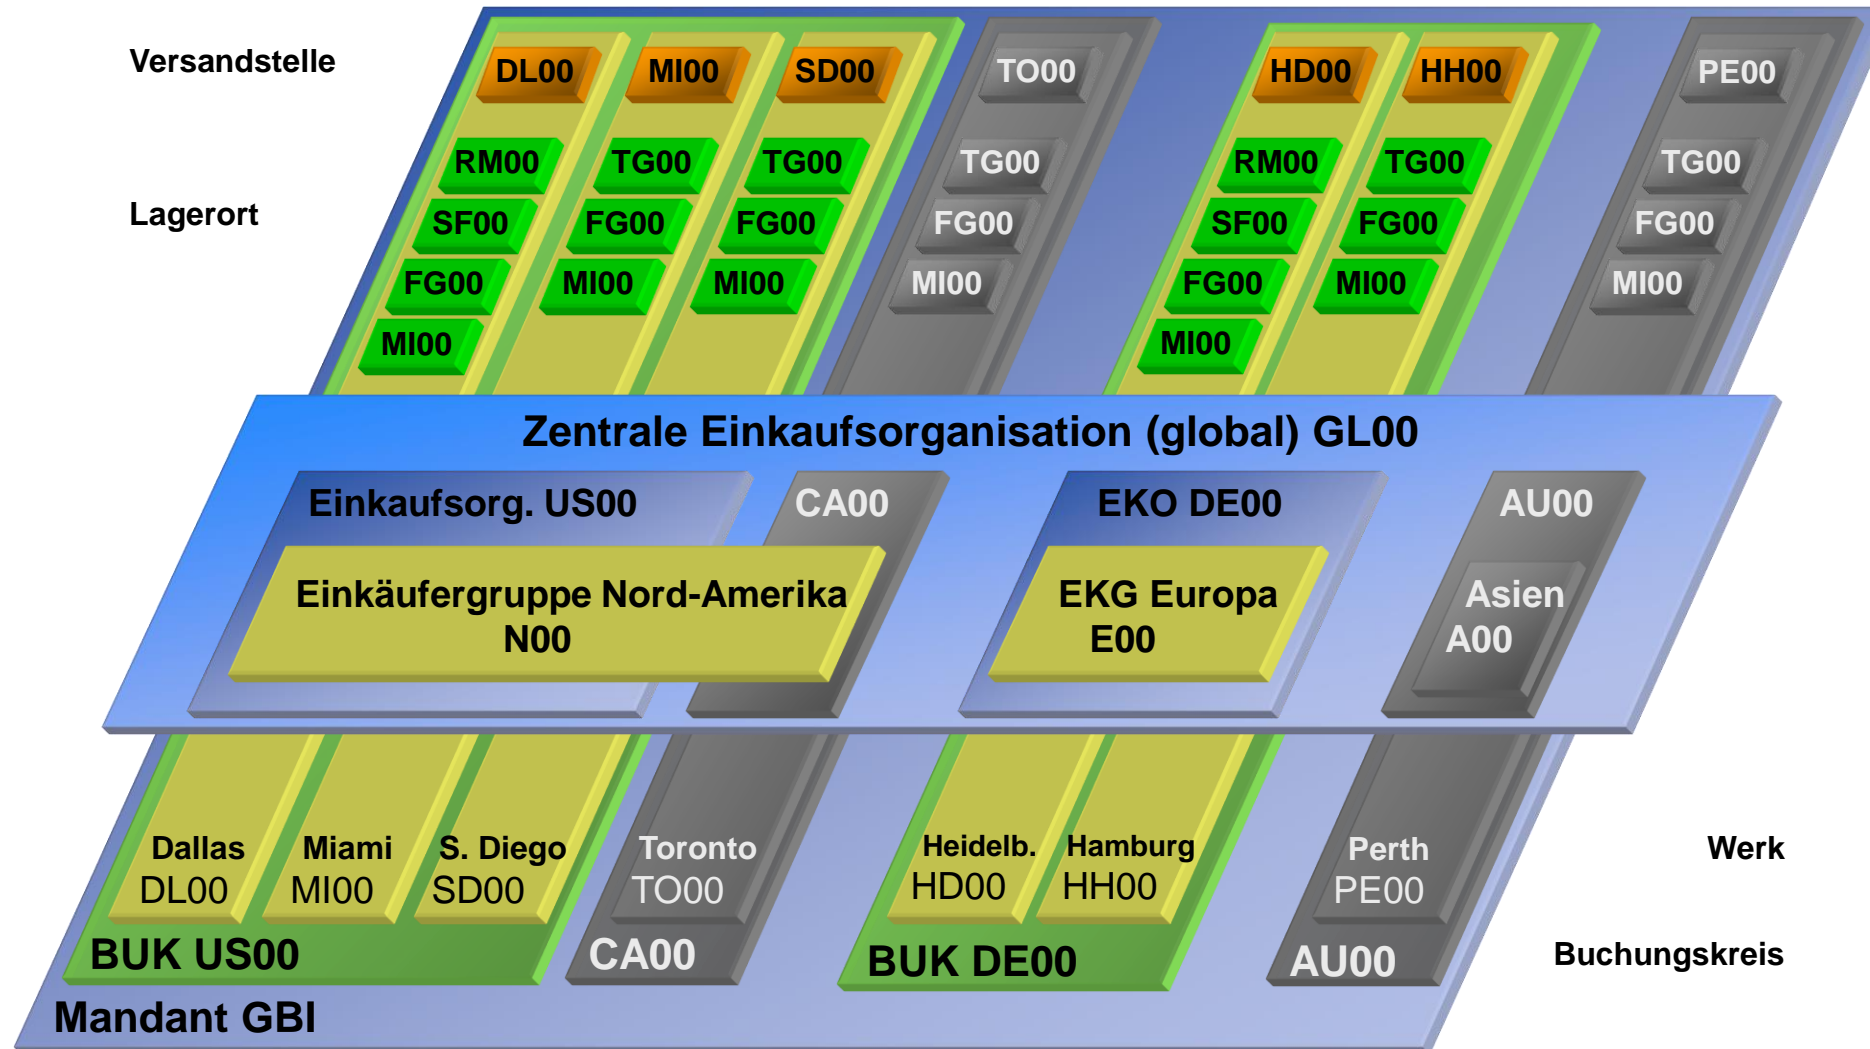 Versandstelle
DL00 MI00 SD00 TO00 HD00 HH00 PE00
RM00 TG00 TG00 TG00 RM00 TG00 TG00
Lagerort
SF00 FG00 FG00 FG00 SF00 FG00 FG00
FG00 MI00 MI00 MI00 FG00 MI00 MI00
MI00 MI00
Zentrale Einkaufsorganisation (global) GL00
Einkaufsorg. US00 CA00 EKO DE00 AU00
Einkäufergruppe Nord-Amerika EKG Europa Asien
N00 E00 A00
Dallas Miami S. Diego Toronto Heidelb. Hamburg Perth Werk
DL00 MI00 SD00 TO00 HD00 HH00 PE00
BUK US00 CA00 BUK DE00 AU00 Buchungskreis
Mandant GBI